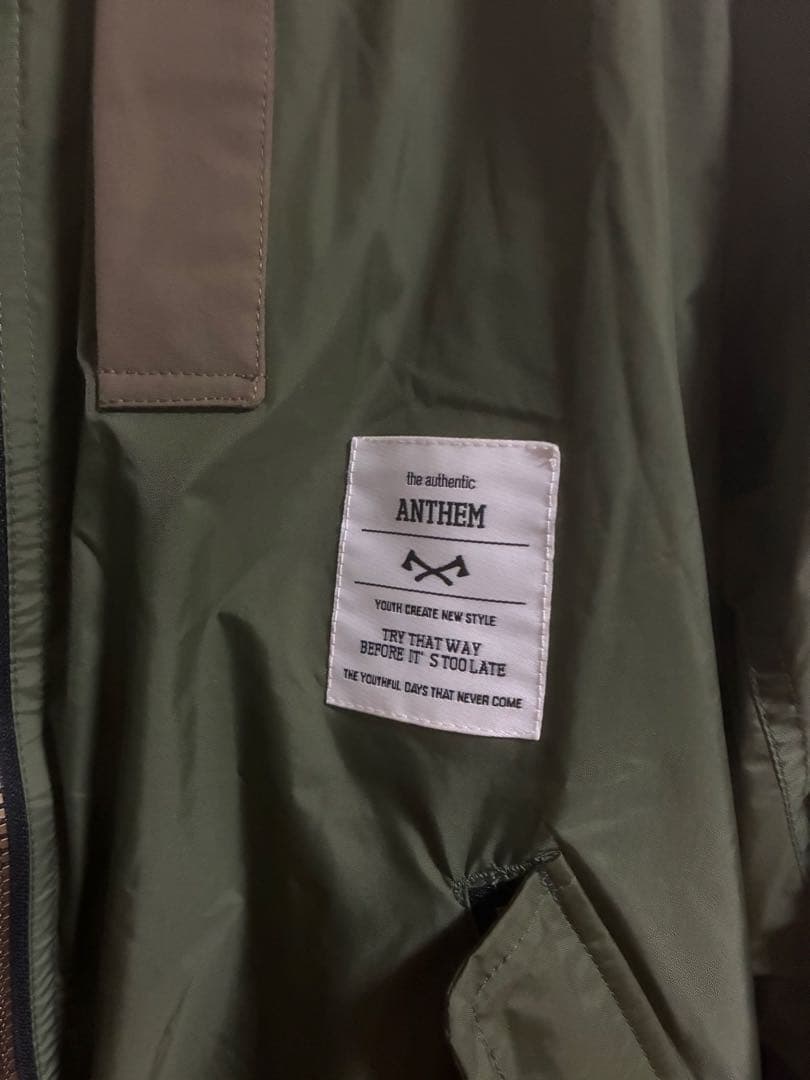 the authentic
ANTHEM
YOUTH CREATE NEW STYLE
TRY THAT WAY
BEFORE IT' S TOO LATE
THE YOUTHFUL DAYS THAT NEVER COME